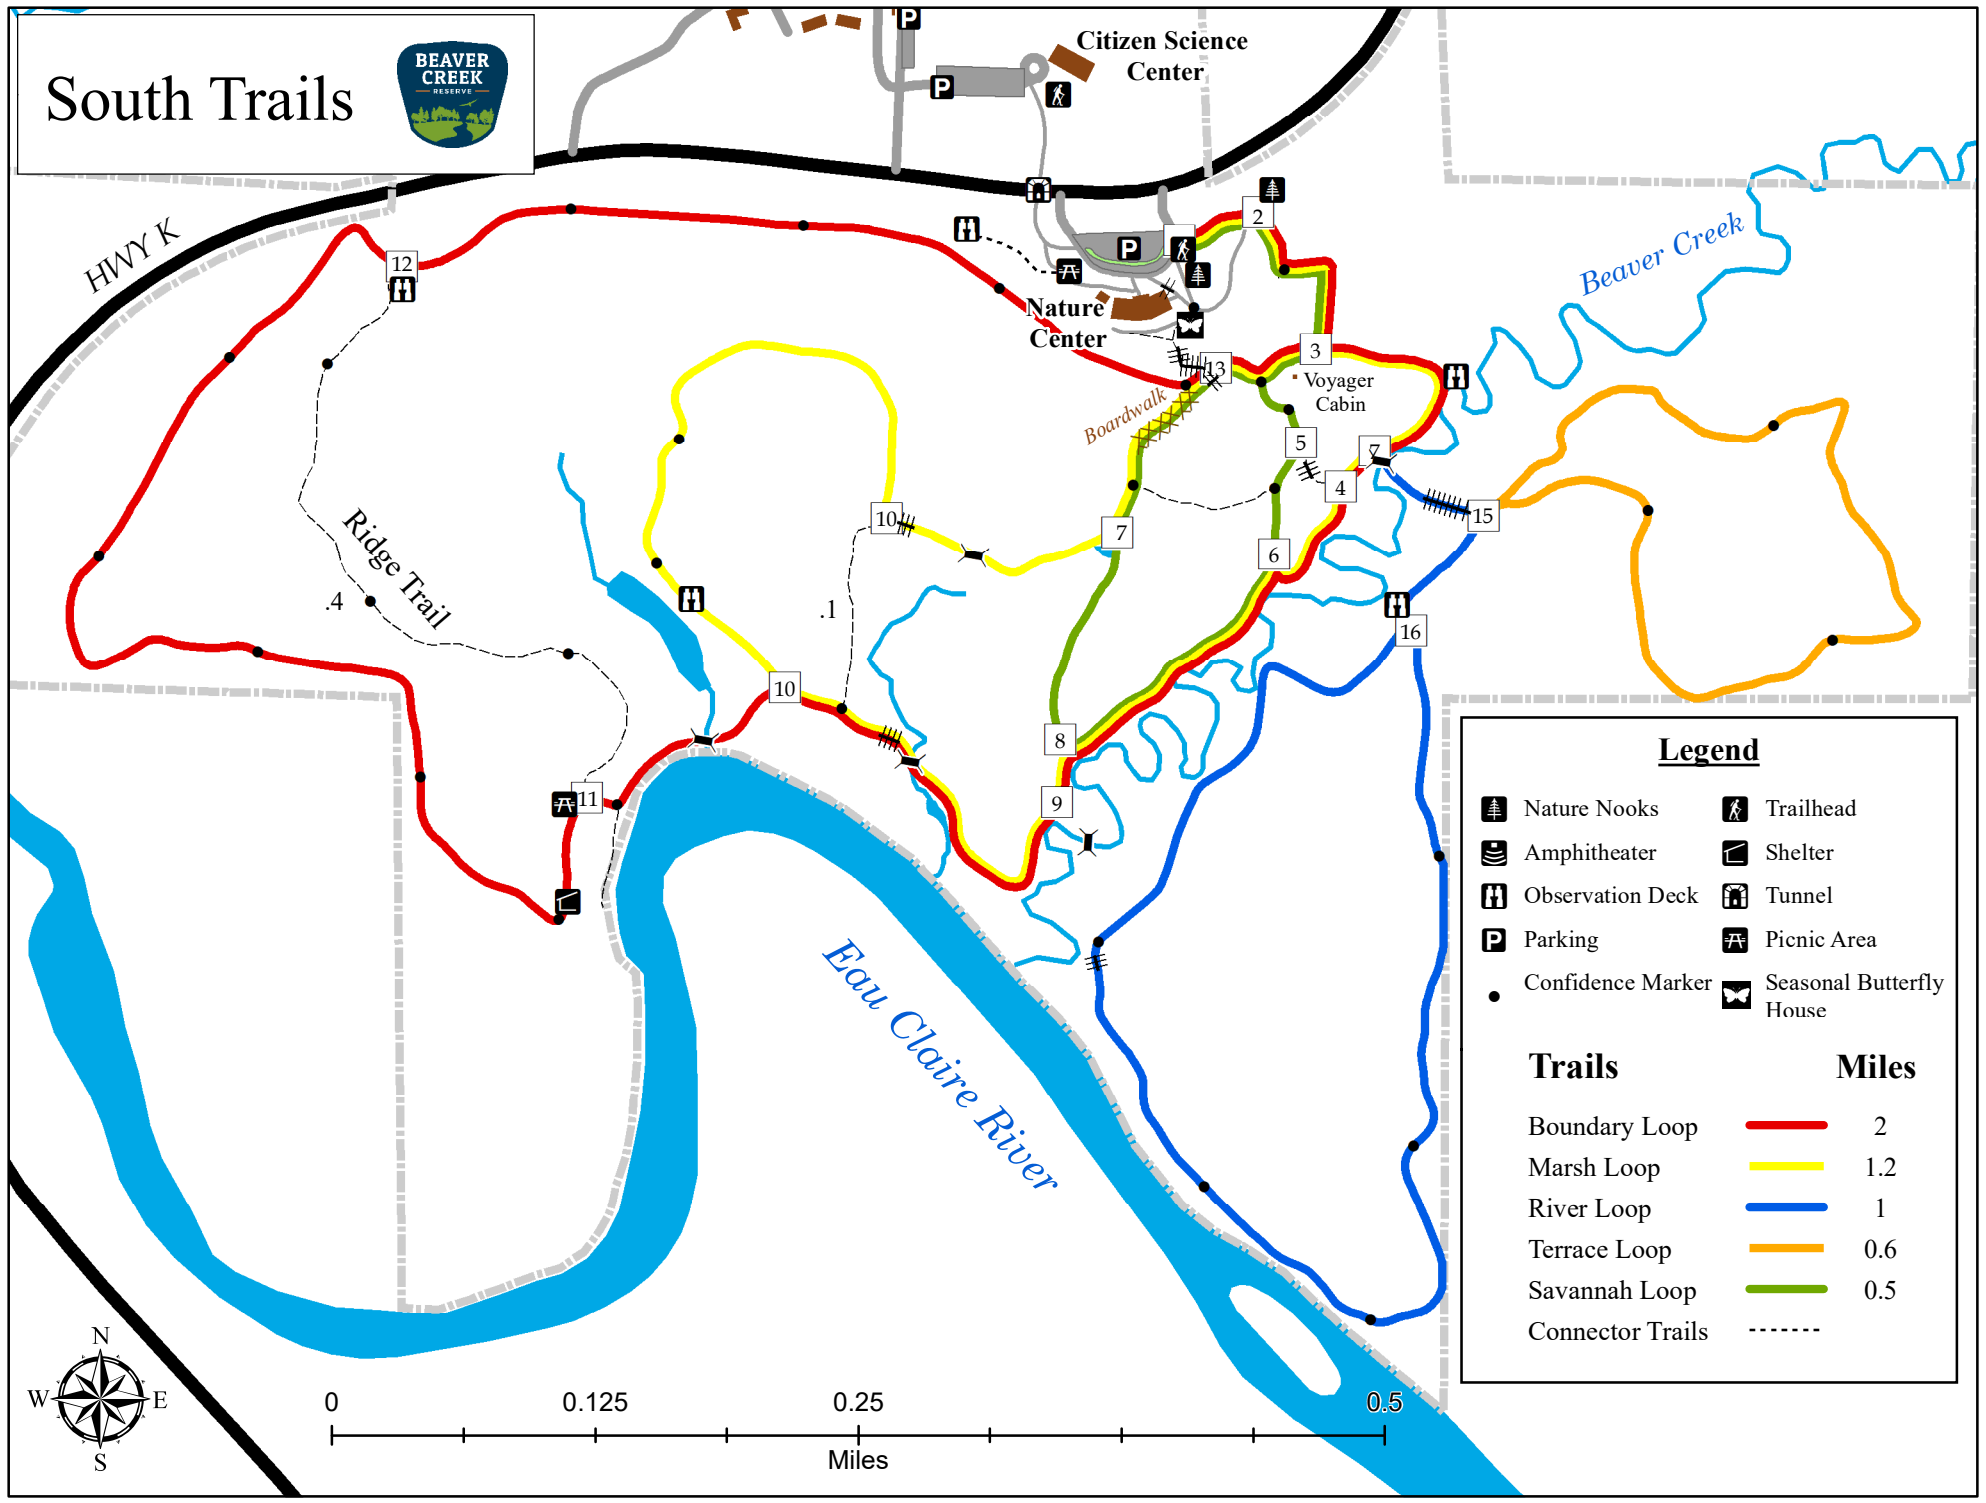 South Trails
BEAVER
CREEK
RESERVE
P
P
Citizen Science
Center
HWY K
12
2
P
Nature
Center
13
3
Voyager
Cabin
Boardwalk
Beaver Creek
5
7
4
10
7
6
15
16
Ridge Trail
.4
.1
10
8
9
11
Eau Claire River
Legend
Nature Nooks
Trailhead
Amphitheater
Shelter
Observation Deck
Tunnel
P Parking
Picnic Area
Confidence Marker
Seasonal Butterfly
House
Trails Miles
Boundary Loop 2
Marsh Loop 1.2
River Loop 1
Terrace Loop 0.6
Savannah Loop 0.5
Connector Trails
N
W E
S
0 0.125 0.25 0.5
Miles